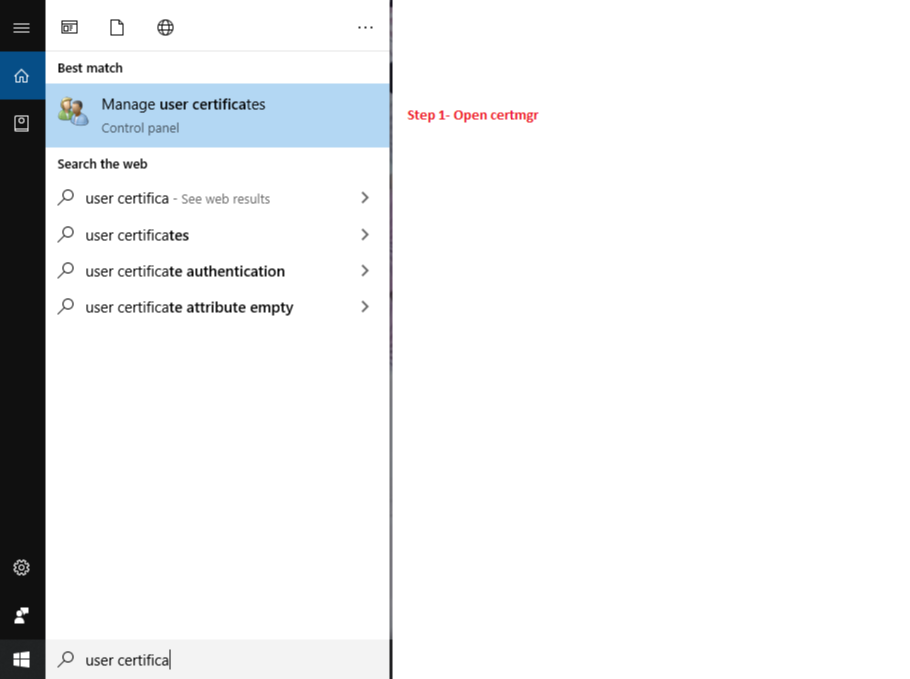 Best match
Manage user certificates
Control panel
Step 1- Open certmgr
Search the web
user certifica - See web results
user certificates
user certificate authentication
user certificate attribute empty
user certifica